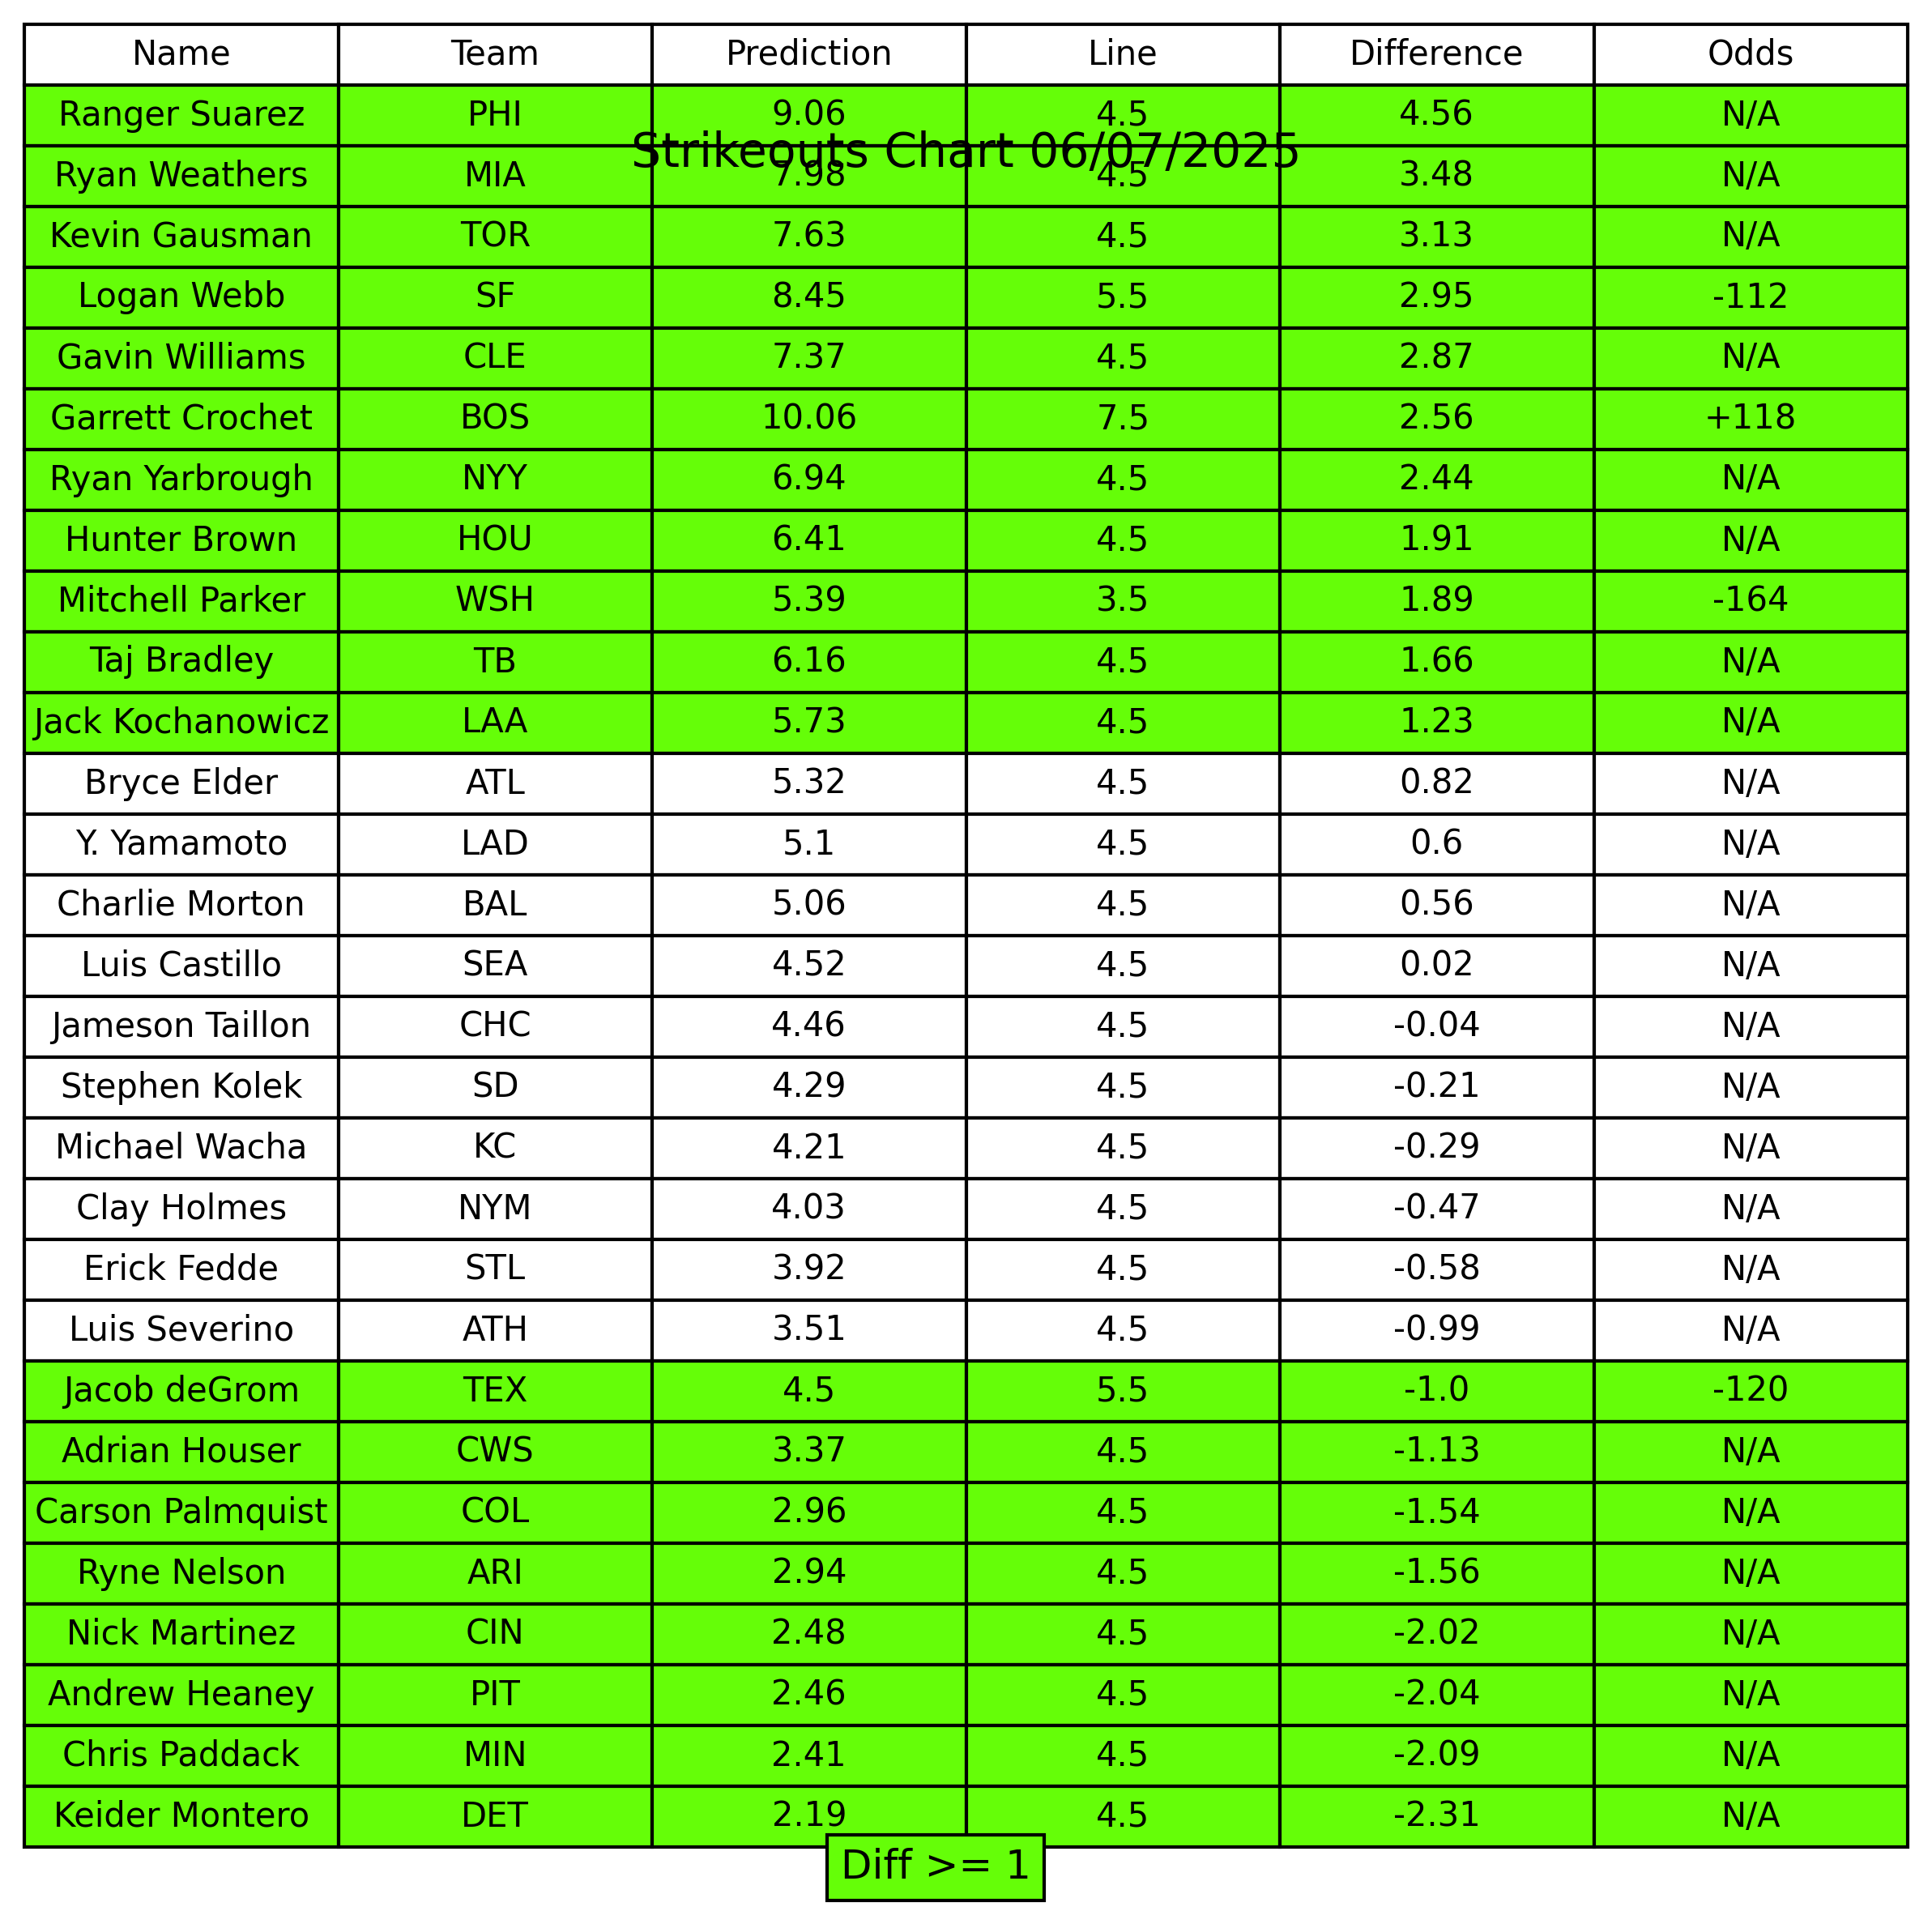 Name Team Prediction Line Difference Odds
Ranger Suarez PHI 9.06 4.5 4.56 N/A
Strikeouts Chart 06/07/2025
Ryan Weathers MIA 7.98 4.5 3.48 N/A
Kevin Gausman TOR 7.63 4.5 3.13 N/A
Logan Webb SF 8.45 5.5 2.95 -112
Gavin Williams CLE 7.37 4.5 2.87 N/A
Garrett Crochet BOS 10.06 7.5 2.56 +118
Ryan Yarbrough NYY 6.94 4.5 2.44 N/A
Hunter Brown HOU 6.41 4.5 1.91 N/A
Mitchell Parker WSH 5.39 3.5 1.89 -164
Taj Bradley TB 6.16 4.5 1.66 N/A
Jack Kochanowicz LAA 5.73 4.5 1.23 N/A
Bryce Elder ATL 5.32 4.5 0.82 N/A
Y. Yamamoto LAD 5.1 4.5 0.6 N/A
Charlie Morton BAL 5.06 4.5 0.56 N/A
Luis Castillo SEA 4.52 4.5 0.02 N/A
Jameson Taillon CHC 4.46 4.5 -0.04 N/A
Stephen Kolek SD 4.29 4.5 -0.21 N/A
Michael Wacha KC 4.21 4.5 -0.29 N/A
Clay Holmes NYM 4.03 4.5 -0.47 N/A
Erick Fedde STL 3.92 4.5 -0.58 N/A
Luis Severino ATH 3.51 4.5 -0.99 N/A
Jacob deGrom TEX 4.5 5.5 -1.0 -120
Adrian Houser CWS 3.37 4.5 -1.13 N/A
Carson Palmquist COL 2.96 4.5 -1.54 N/A
Ryne Nelson ARI 2.94 4.5 -1.56 N/A
Nick Martinez CIN 2.48 4.5 -2.02 N/A
Andrew Heaney PIT 2.46 4.5 -2.04 N/A
Chris Paddack MIN 2.41 4.5 -2.09 N/A
Keider Montero DET 2.19 4.5 -2.31 N/A
Diff >= 1